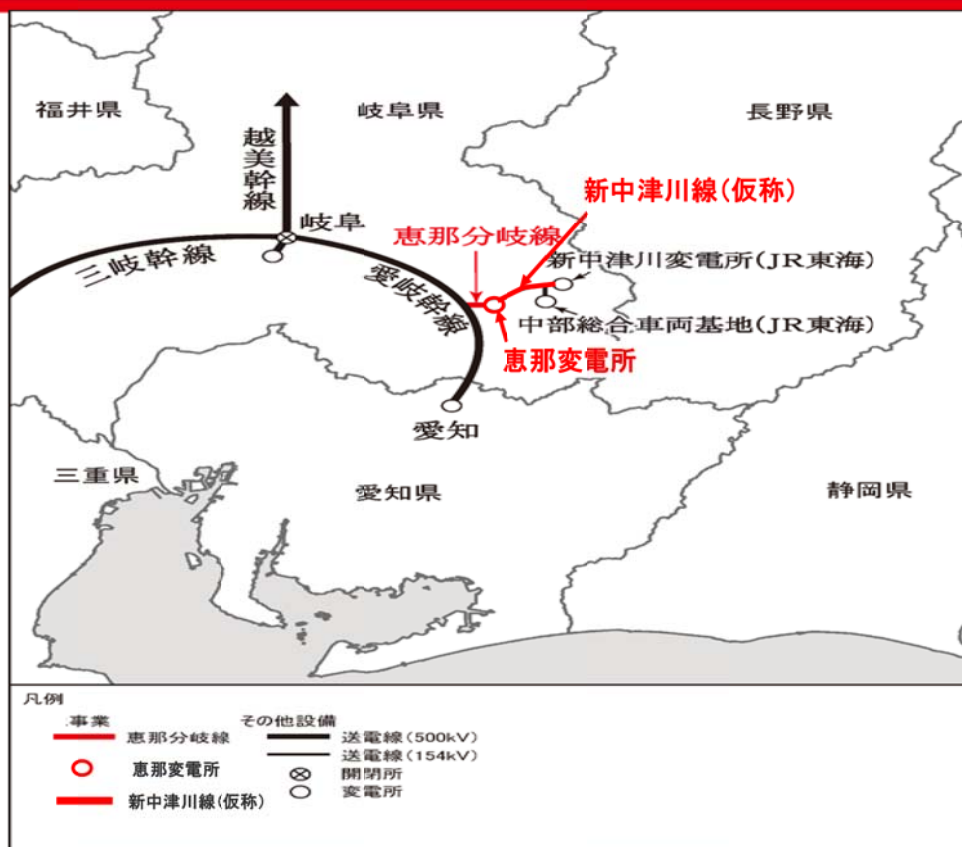 福井県
岐阜県
長野県
越美幹線
新中津川線(仮称)
岐阜
恵那分岐線
三岐幹線
愛岐幹線
新中津川変電所(JR東海)
中部総合車両基地(JR東海)
恵那変電所
愛知
三重県
愛知県
静岡県
凡例
事業
その他設備
恵那分岐線
送電線(500kV)
送電線(154kV)
恵那変電所
開閉所
変電所
新中津川線(仮称)